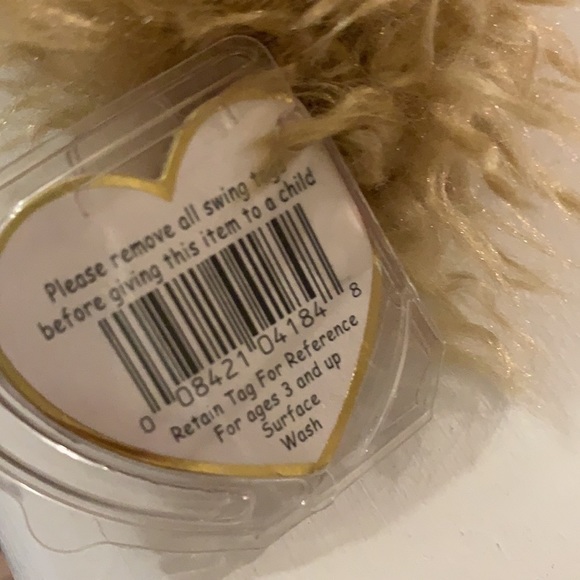 Please remove all swing
before giving this item to a child
0 08421 04184 8
Retain Tag For Reference
For ages 3 and up
Surface
Wash